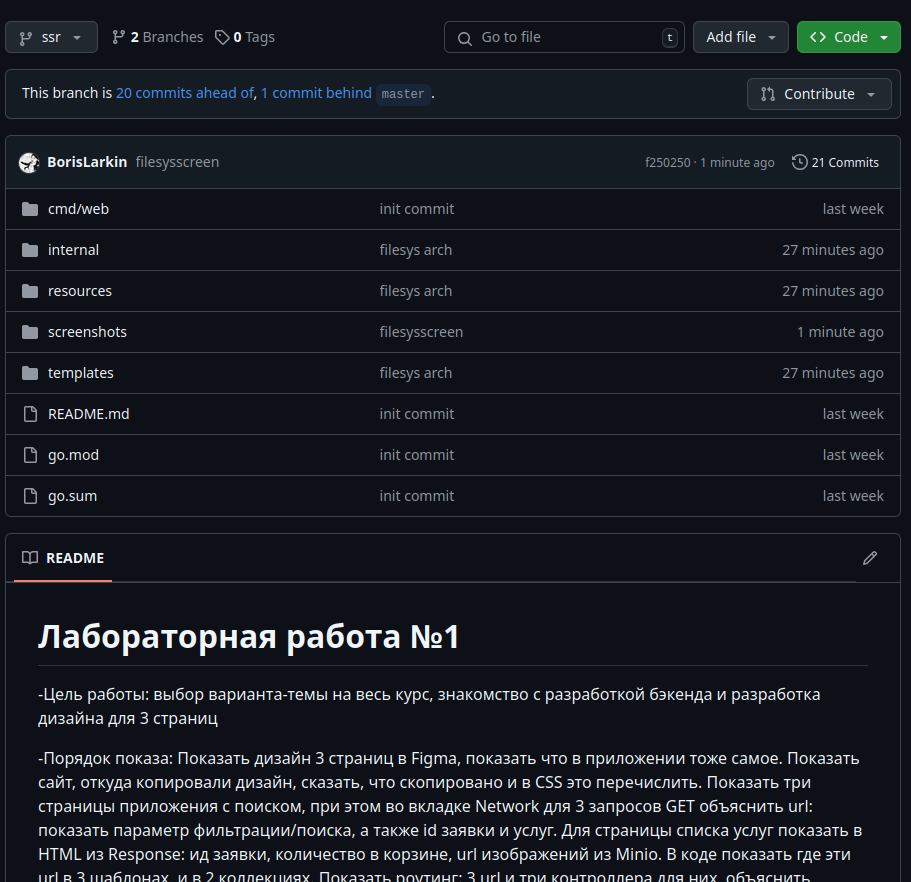 ssr 2 Branches 0 Tags Go to file t Add file Code
This branch is 20 commits ahead of, 1 commit behind master .
Contribute
BorisLarkin filesysscreen f250250 · 1 minute ago 21 Commits
cmd/web init commit last week
internal filesys arch 27 minutes ago
resources filesys arch 27 minutes ago
screenshots filesysscreen 1 minute ago
templates filesys arch 27 minutes ago
README.md init commit last week
go.mod init commit last week
go.sum init commit last week
README
Лабораторная работа №1
-Цель работы: выбор варианта-темы на весь курс, знакомство с разработкой бэкенда и разработка
дизайна для 3 страниц
-Порядок показа: Показать дизайн 3 страниц в Figma, показать что в приложении тоже самое. Показать
сайт, откуда копировали дизайн, сказать, что скопировано и в CSS это перечислить. Показать три
страницы приложения с поиском, при этом во вкладке Network для 3 запросов GET объяснить url:
показать параметр фильтрации/поиска, а также id заявки и услуг. Для страницы списка услуг показать в
HTML из Response: ид заявки, количество в корзине, url изображений из Minio. В коде показать где эти
url в 3 шаблонах, и в 2 коллекциях. Показать роутинг: 3 url и три контроллера для них, объяснить